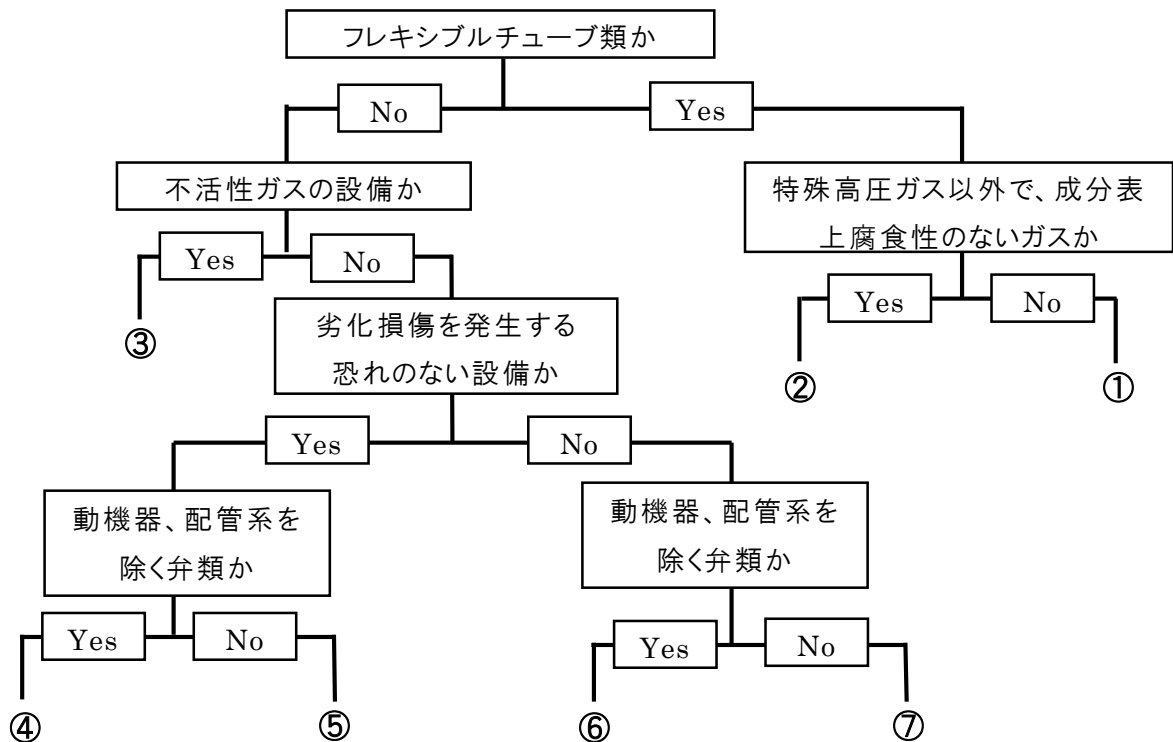 フレキシブルチューブ類か
No
Yes
不活性ガスの設備か
特殊高圧ガス以外で、成分表
上腐食性のないガスか
Yes
No
Yes
No
③
劣化損傷を発生する
恐れのない設備か
②
①
Yes
No
動機器、配管系を
除く弁類か
動機器、配管系を
除く弁類か
Yes
No
Yes
No
④
⑤
⑥
⑦